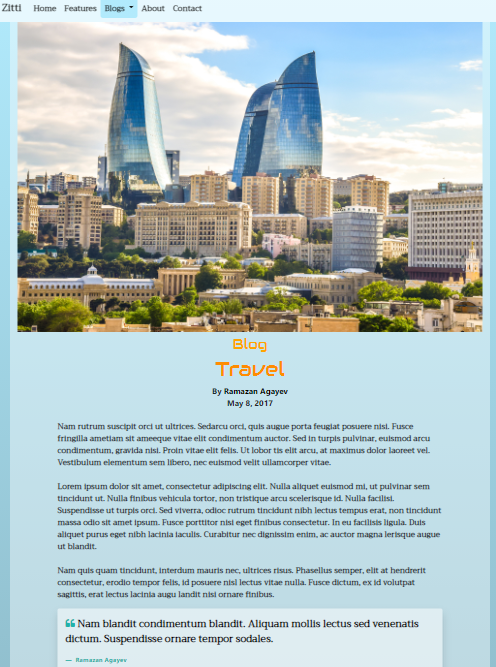 Zitti Home Features Blogs About Contact
Blog
Travel
By Ramazan Agayev
May 8, 2017
Nam rutrum suscipit orci ut ultrices. Sedarcu orci, quis augue porta feugiat posuere nisi. Fusce
fringilla ametiam sit ameeque vitae elit condimentum auctor. Sed in turpis pulvinar, euismod arcu
condimentum, gravida nisi. Proin vitae elit felis. Ut lobor tis elit arcu, at maximus dolor laoreet vel.
Vestibulum elementum sem libero, nec euismod velit ullamcorper vitae.
Lorem ipsum dolor sit amet, consectetur adipiscing elit. Nulla aliquet euismod mi, ut pulvinar sem
tincidunt ut. Nulla finibus vehicula tortor, non tristique arcu scelerisque id. Nulla facilisi.
Suspendisse ut turpis orci. Sed viverra, odioc rutrum tincidunt nibh lectus tempus erat, non tincidunt
massa odio sit amet ipsum. Fusce porttitor nisi eget finibus consectetur. In eu facilisis ligula. Duis
aliquet purus eget nibh lacinia iaculis. Curabitur nec dignissim enim, ac auctor magna lerisque augue
ut blandit.
Nam quis quam tincidunt, interdum mauris nec, ultrices risus. Phasellus semper, elit at hendrerit
consectetur, erodio tempor felis, id posuere nisl lectus vitae nulla. Fusce dictum, ex id volutpat
sagittis, erat lectus lacinia augu landit nisi ornare finibus.
❝ Nam blandit condimentum blandit. Aliquam mollis lectus sed venenatis
dictum. Suspendisse ornare tempor sodales.
— Ramazan Agayev